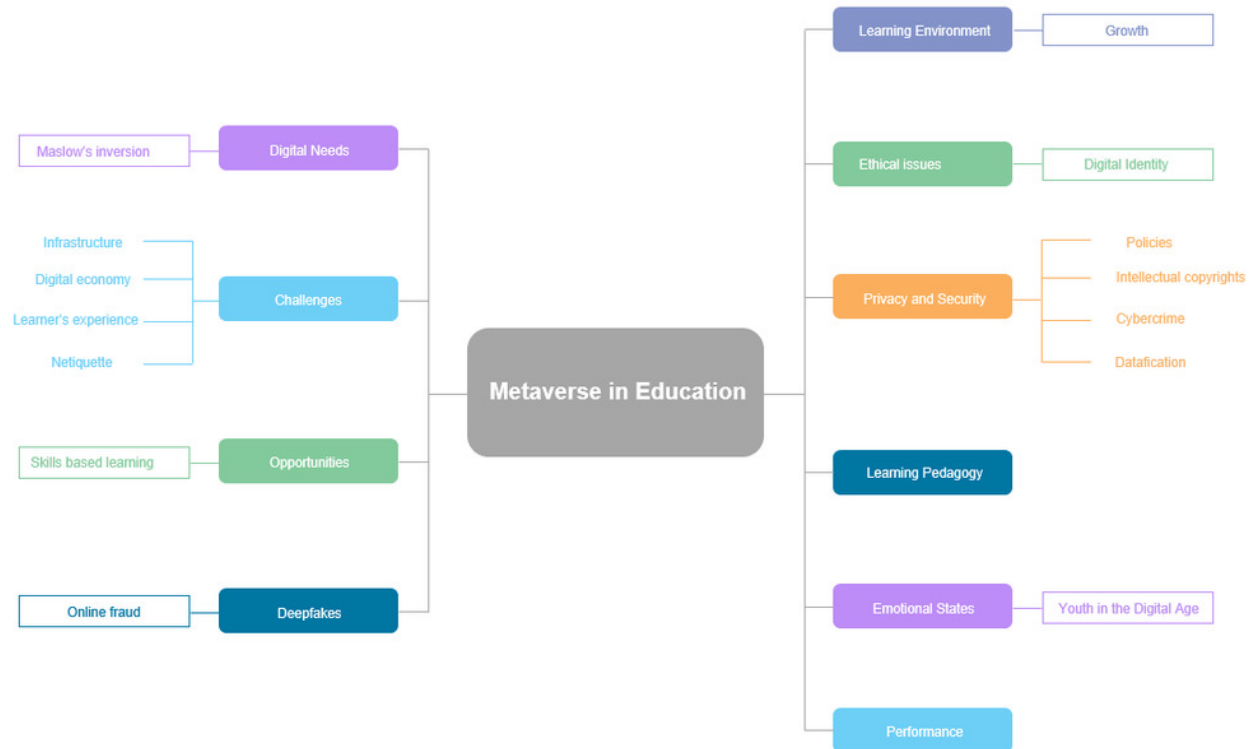 Learning Environment
Growth
Maslow's inversion
Digital Needs
Ethical issues
Digital Identity
Infrastructure
Digital economy
Learner's experience
Netiquette
Challenges
Privacy and Security
Policies
Intellectual copyrights
Cybercrime
Datafication
Metaverse in Education
Skills based learning
Opportunities
Learning Pedagogy
Online fraud
Deepfakes
Emotional States
Youth in the Digital Age
Performance